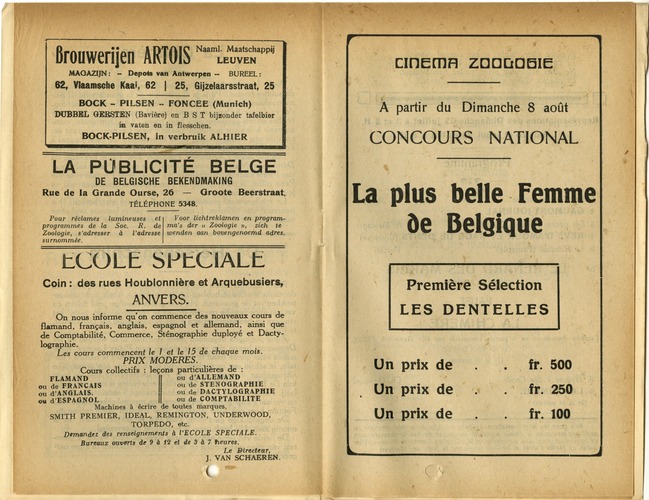 Brouwerijen ARTOIS Naaml. Maatschappij
LEUVEN
MAGAZIJN: - Depots van Antwerpen - BUREEL:
62, Vlaamsche Kaai, 62 | 25, Gijzelaarsstraat, 25
BOCK - PILSEN - FONCEE (Munich)
DUBBEL GERSTEN (Bavière) en B S T bijzonder tafelbier
in vaten en in flesschen.
BOCK-PILSEN, in verbruik ALHIER
LA PUBLICITÉ BELGE
DE BELGISCHE BEKENDMAKING
Rue de la Grande Ourse, 26 — Groote Beerstraat,
TÉLÉPHONE 5348.
Pour réclames lumineuses et
programmes de la Soc. R. de
Zoologie, s'adresser à l'adresse
surnommée.
Voor lichtreklamen en program-
ma's der « Zoologie », zich te
wenden aan bovengenoemd adres.
ECOLE SPECIALE
Coin: des rues Houblonnière et Arquebusiers,
ANVERS.
On nous informe qu'on commence des nouveaux cours de
flamand, français, anglais, espagnol et allemand, ainsi que
de Comptabilité, Commerce, Sténographie duployé et Dacty-
lographie.
Les cours commencent le 1 et le 15 de chaque mois.
PRIX MODERES.
Cours collectifs: leçons particulières de:
FLAMAND
ou de FRANCAIS
ou d'ANGLAIS.
ou d'ESPAGNOL
ou d'ALLEMAND
ou de STENOGRAPHIE
ou de DACTYLOGRAPHIE
ou de COMPTABILITE
Machines à écrire de toutes marques.
SMITH PREMIER, IDEAL, REMINGTON, UNDERWOOD,
TORPEDO, etc.
Demandez des renseignements à l'ECOLE SPECIALE.
Bureaux ouverts de 9 à 12 et de 3 à 7 heures.
Le Directeur,
J. VAN SCHAEREN.
CINEMA ZOOLOGIE
A partir du Dimanche 8 août
CONCOURS NATIONAL
La plus belle Femme
de Belgique
Première Sélection
LES DENTELLES
Un prix de . . fr. 500
Un prix de . . fr. 250
Un prix de . . fr. 100